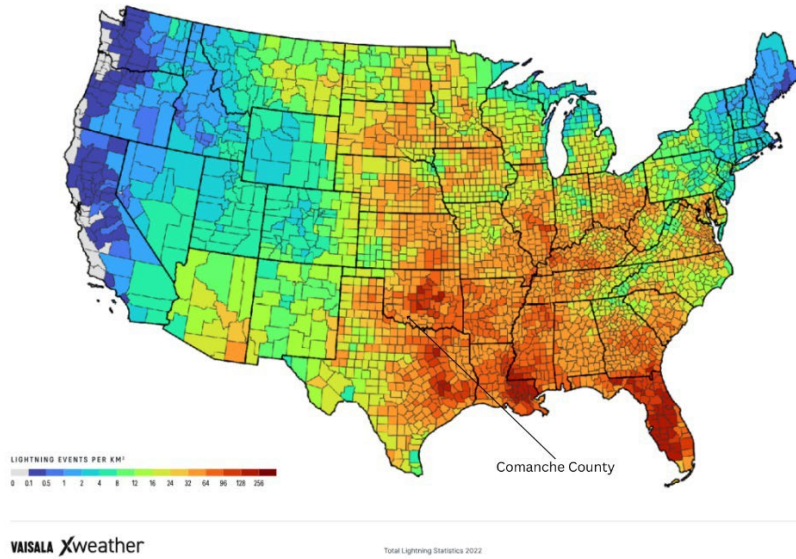 Comanche County
LIGHTNING EVENTS PER KM²
0 0.1 0.5 1 2 4 8 12 16 24 32 64 96 128 256
VAISALA Xweather
Total Lightning Statistics 2022